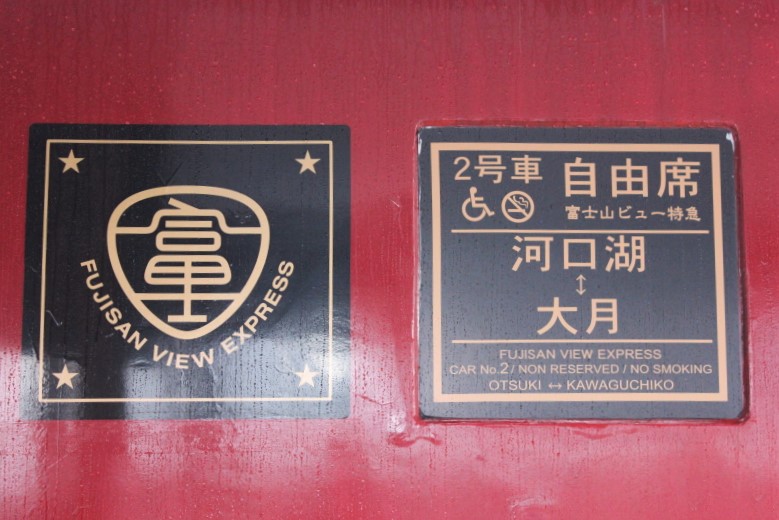 富士
FUJISAN VIEW EXPRESS
2号車 自由席
富士山ビュー特急
河口湖
↕
大月
FUJISAN VIEW EXPRESS
CAR No.2 / NON RESERVED / NO SMOKING
OTSUKI ↔ KAWAGUCHIKO